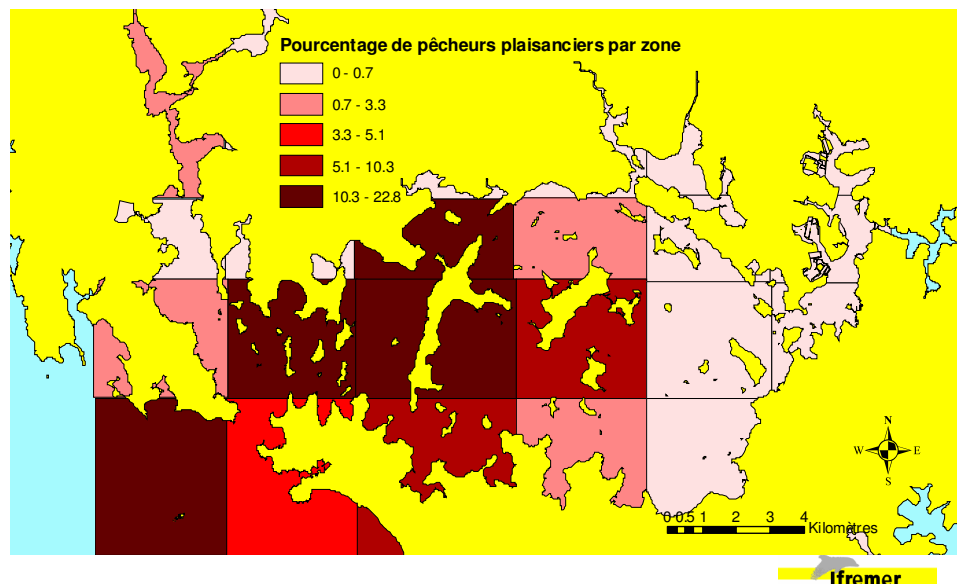 Pourcentage de pêcheurs plaisanciers par zone
0 - 0.7
0.7 - 3.3
3.3 - 5.1
5.1 - 10.3
10.3 - 22.8
N
W E
S
0 0.5 1 2 3 4
Kilomètres
Ifremer